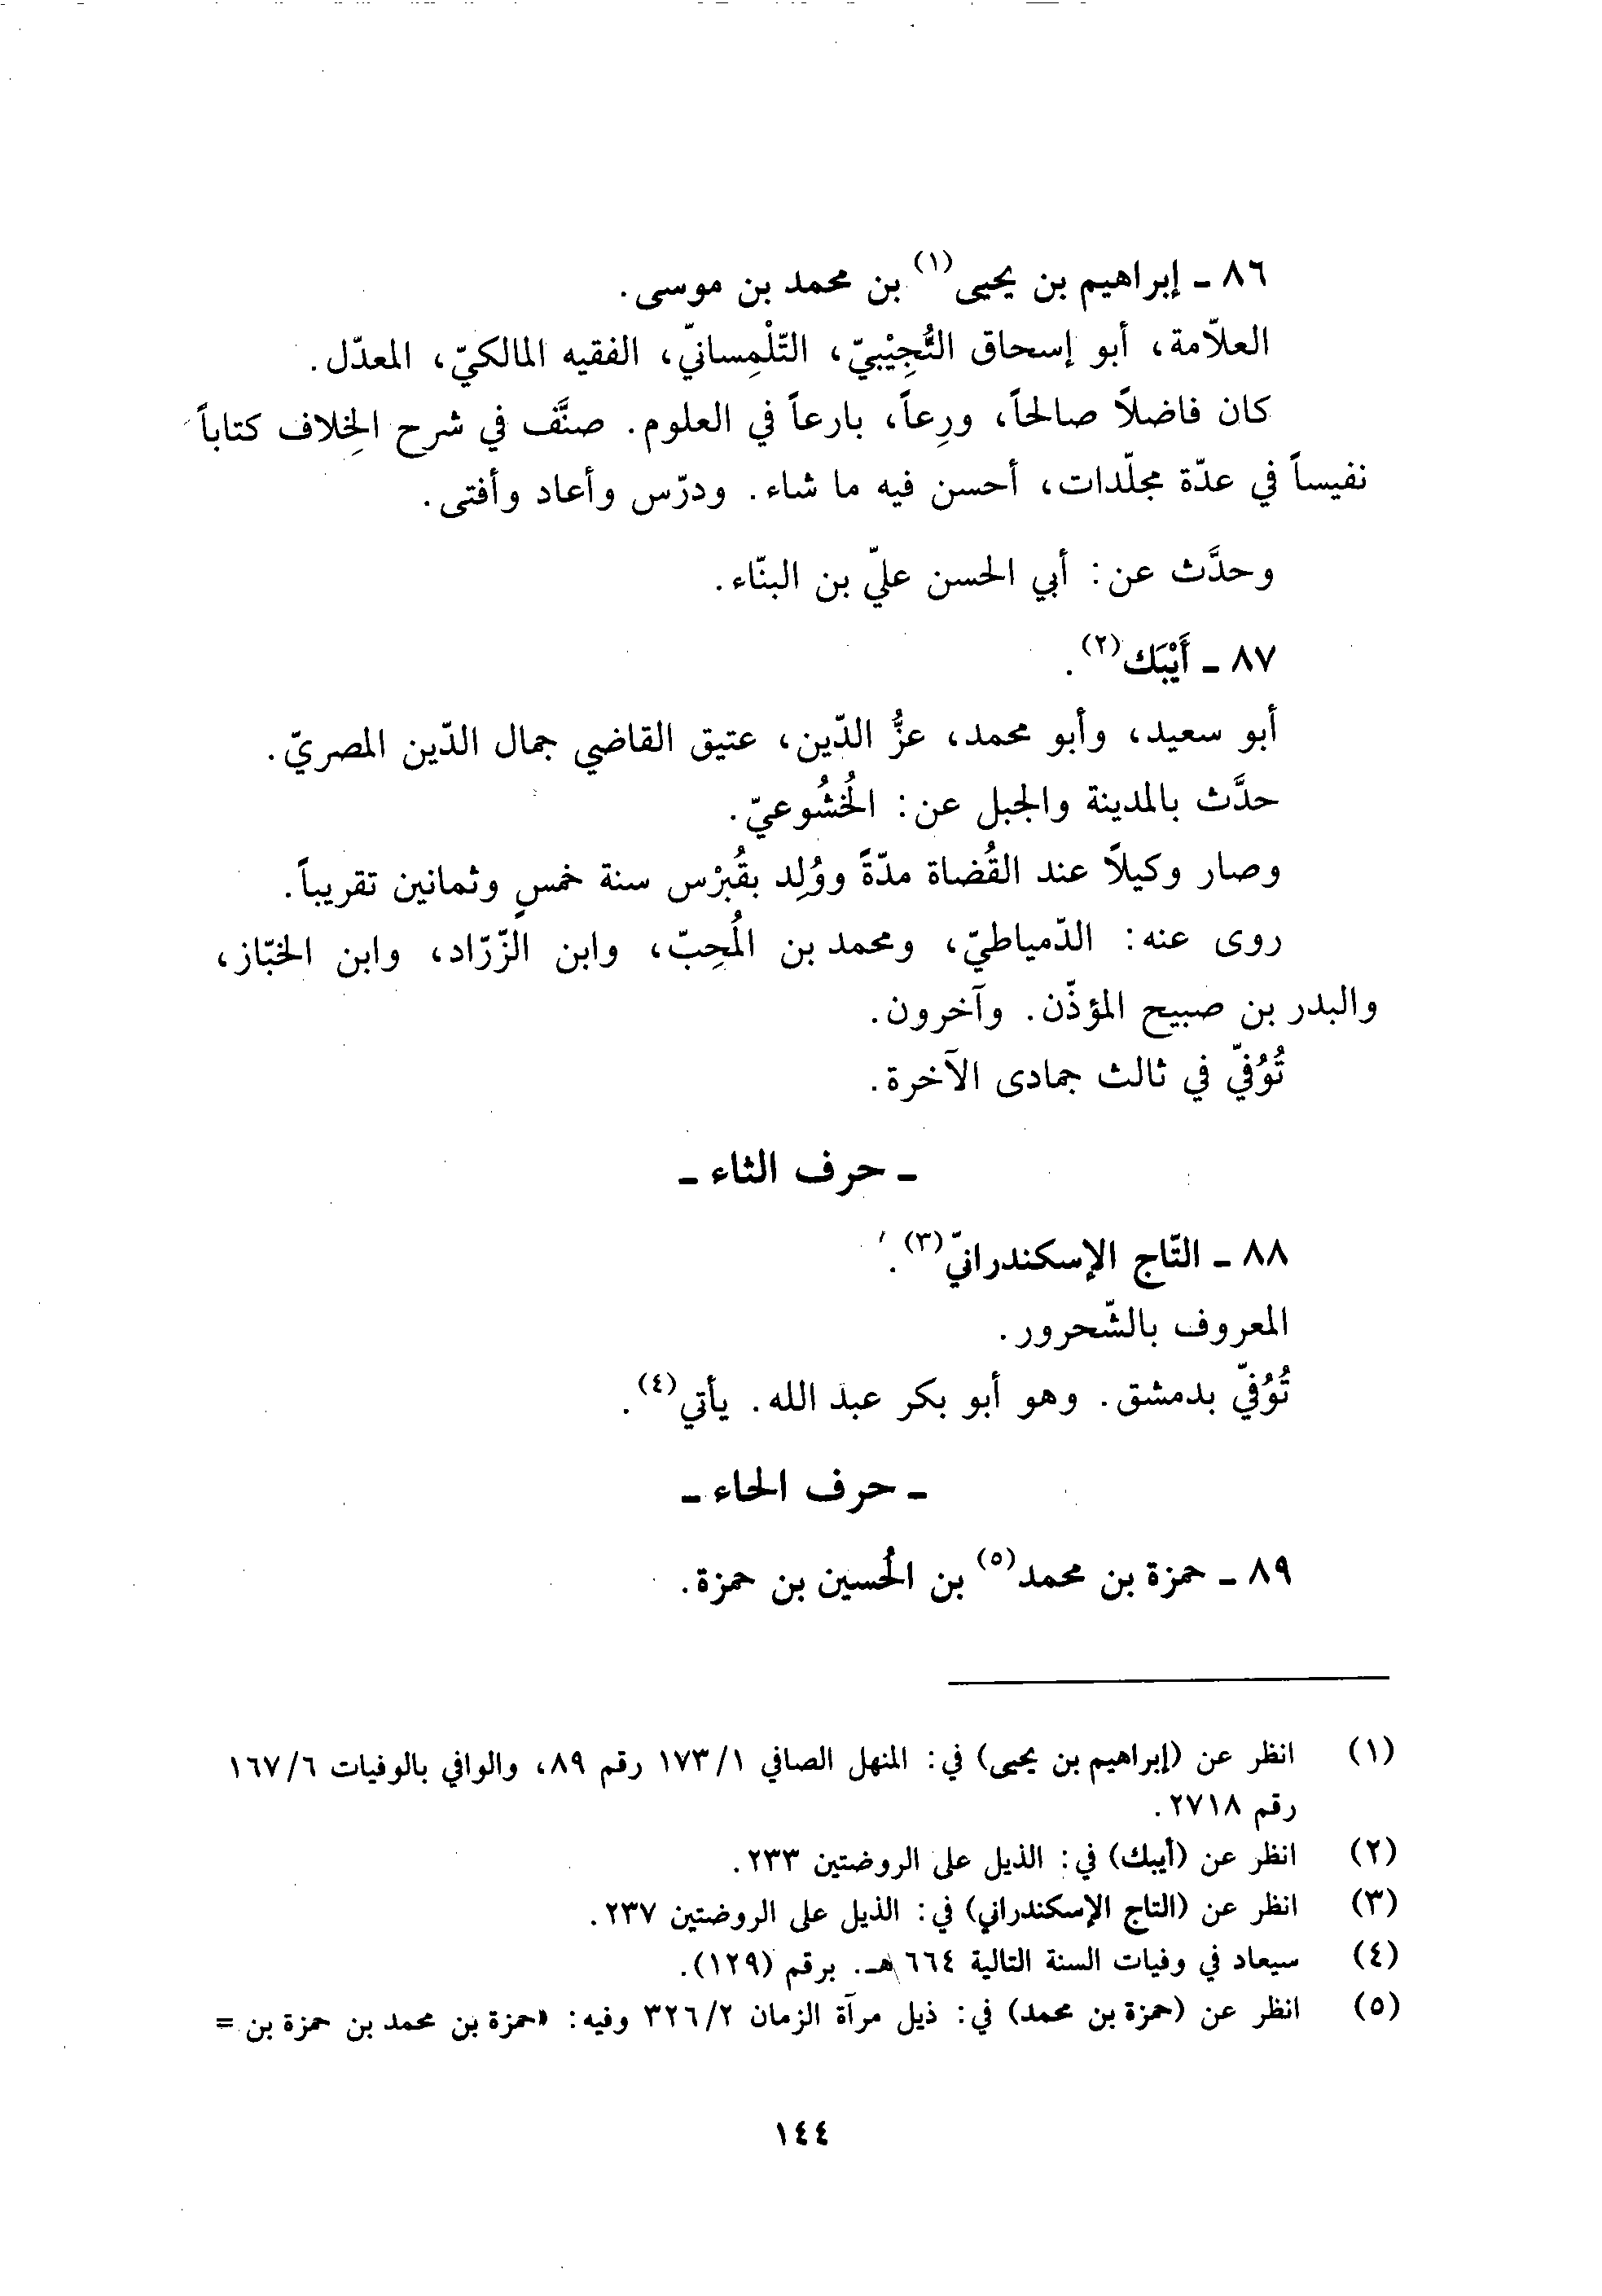 ٨٦ ـ إبراهيم بن يحيى(١) بن محمد بن موسى.
العلاّمة، أبو إسحاق التُّجِيْبيّ، التّلْمِسانيّ، الفقيه المالكيّ، المعدّل.
كان فاضلاً صالحاً، ورِعاً، بارعاً في العلوم. صنَّف في شرح الخِلاف كتاباً
نفيساً في عدّة مجلّدات، أحسن فيه ما شاء. ودرّس وأعاد وأفتى.
وحدَّث عن: أبي الحسن عليّ بن البنّاء.
٨٧ ـ أَيْبَك(٢).
أبو سعيد، وأبو محمد، عزُّ الدّين، عتيق القاضي جمال الدّين المصريّ.
حدَّث بالمدينة والجبل عن: الخُشُوعيّ.
وصار وكيلاً عند القُضاة مدّةً ووُلِد بقُبرْس سنة خمسٍ وثمانين تقريباً.
روى عنه: الدّمياطيّ، ومحمد بن المُحِبّ، وابن الزّرّاد، وابن الخبّاز،
والبدر بن صبيح المؤذّن. وآخرون.
تُوُفيّ في ثالث جمادى الآخرة.
ـ حرف الثاء ـ
٨٨ ـ التّاج الإسكندرانيّ(٣).
المعروف بالشّحرور.
تُوُفيّ بدمشق. وهو أبو بكر عبد الله. يأتي(٤).
ـ حرف الحاء ـ
٨٩ ـ حمزة بن محمد(٥) بن الحُسين بن حمزة.
(١) انظر عن (إبراهيم بن يحيى) في: المنهل الصافي ١٧٣/١ رقم ٨٩، والوافي بالوفيات ١٦٧/٦
رقم ٢٧١٨.
(٢) انظر عن (أيبك) في: الذيل على الروضتين ٢٣٣.
(٣) انظر عن (التاج الإسكندراني) في: الذيل على الروضتين ٢٣٧.
(٤) سيعاد في وفيات السنة التالية ٦٦٤ هـ. برقم (١٢٩).
(٥) انظر عن (حمزة بن محمد) في: ذيل مرآة الزمان ٣٢٦/٢ وفيه: «حمزة بن محمد بن حمزة بن =
١٤٤